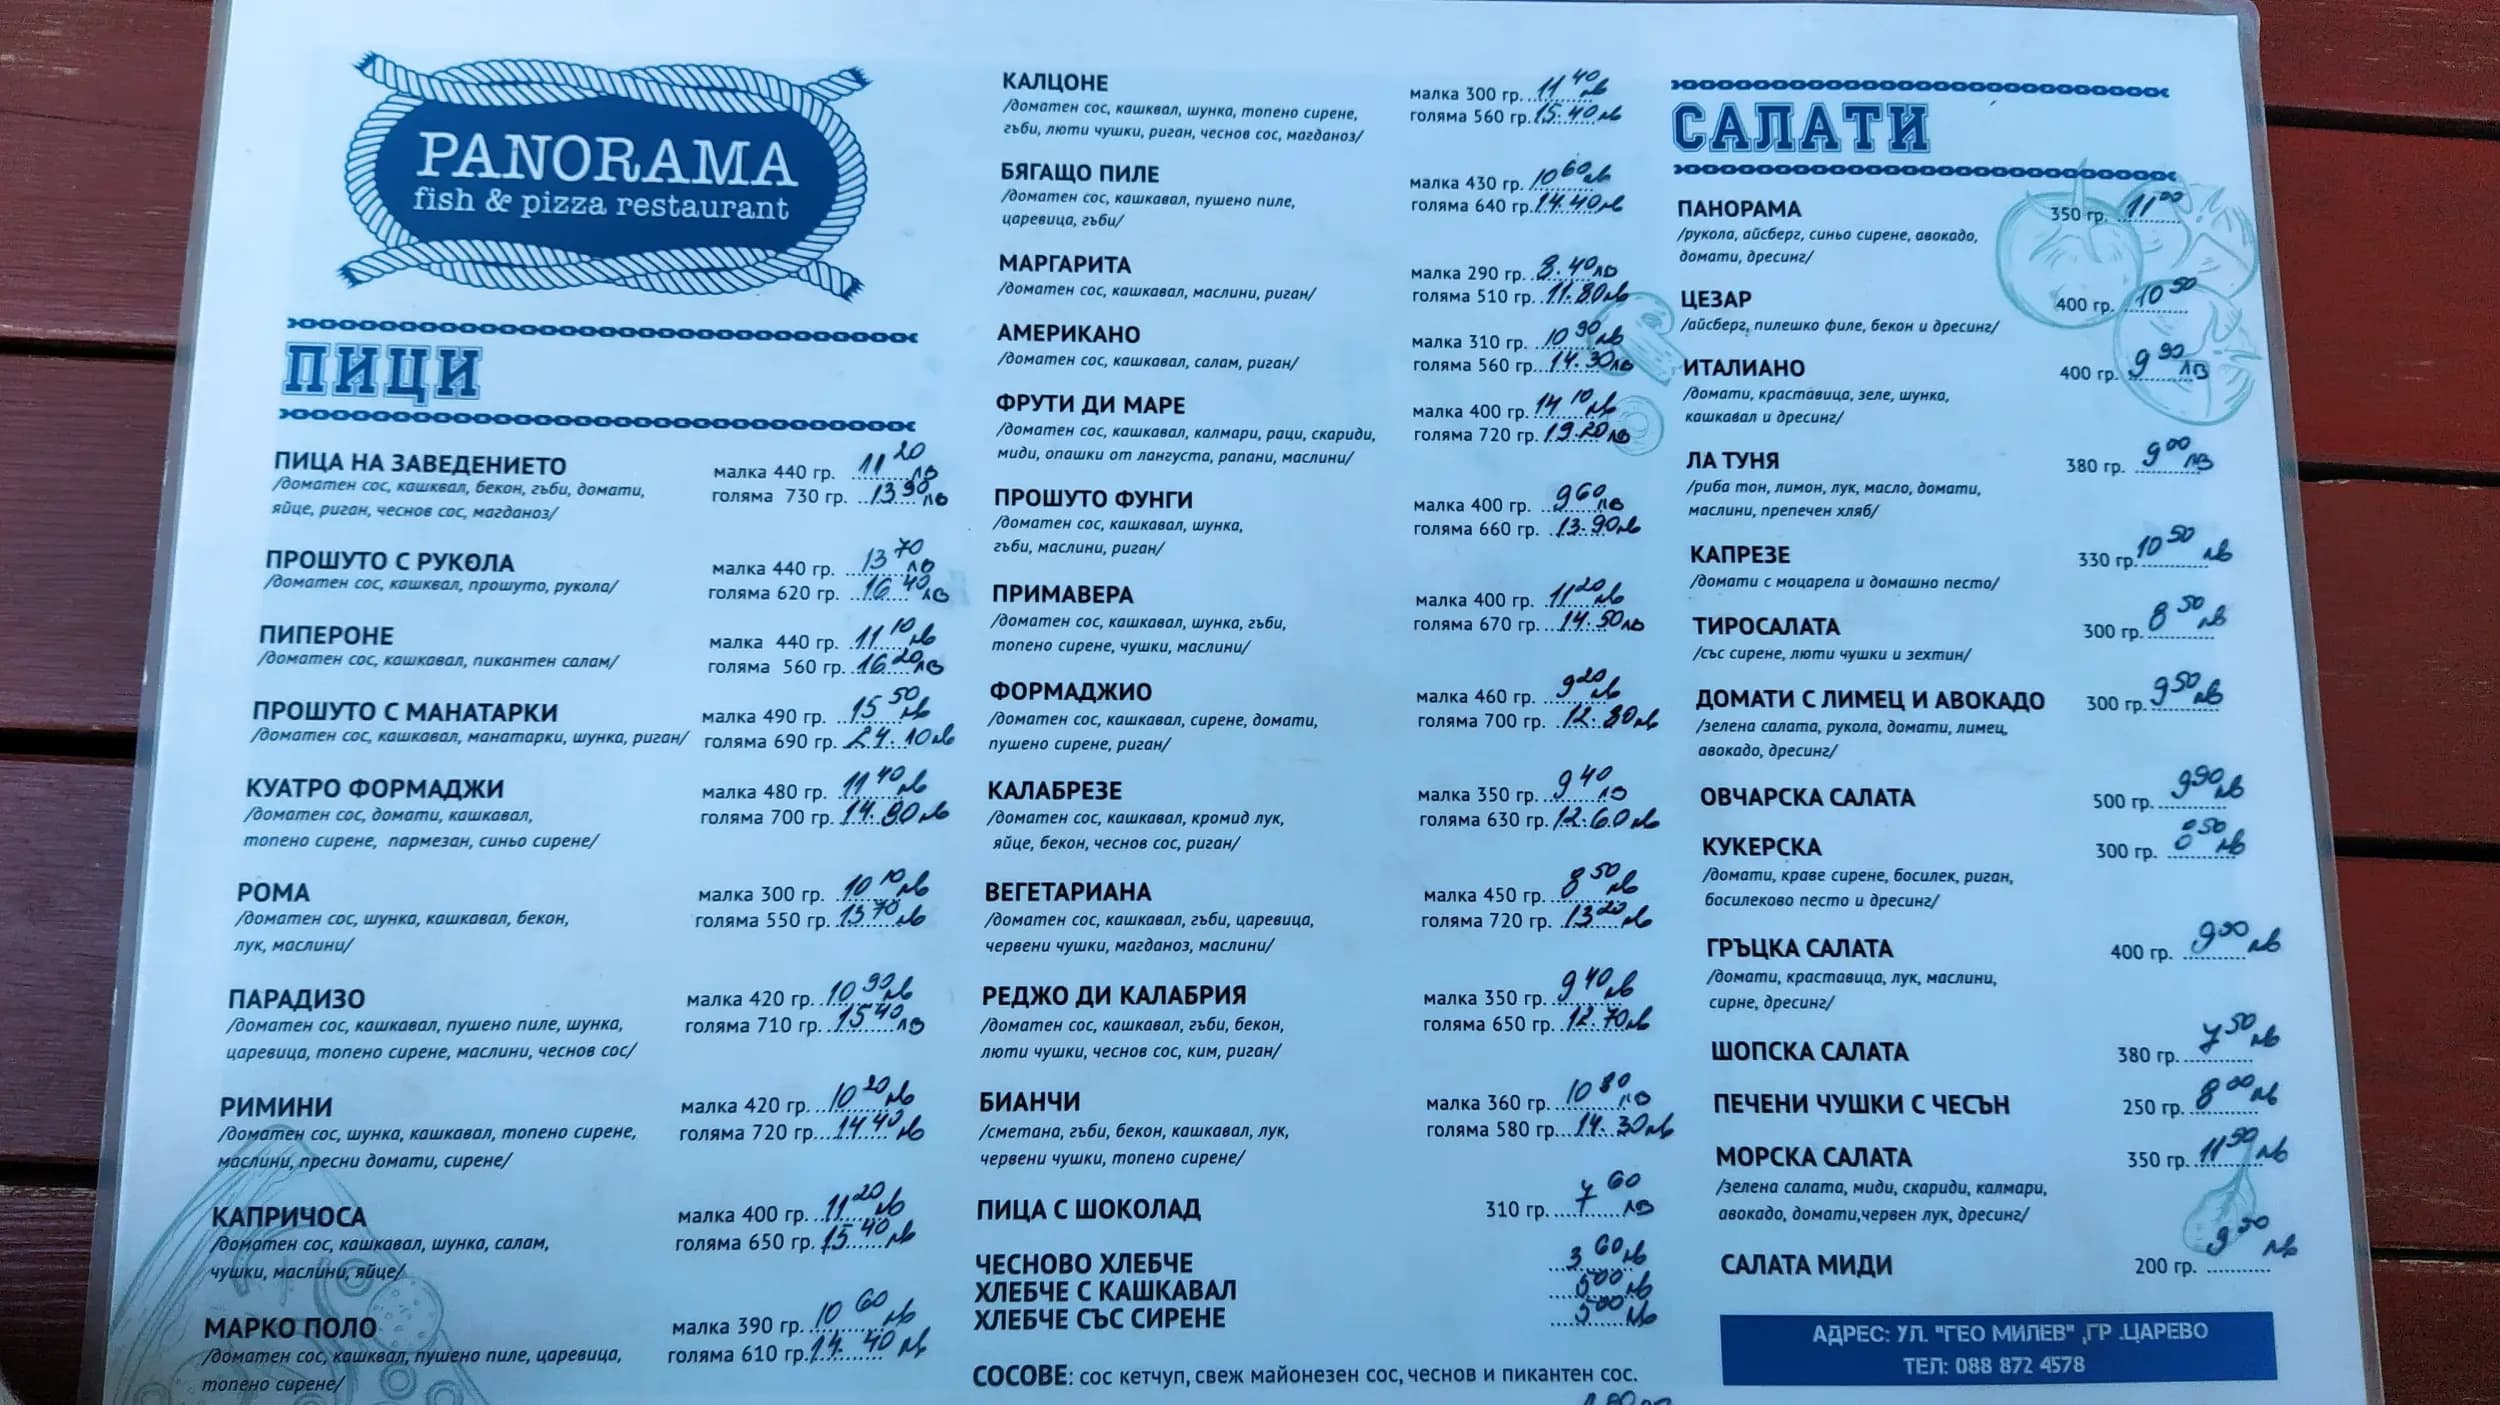 PANORAMA
fish & pizza restaurant
ПИЦИ
ПИЦА НА ЗАВЕДЕНИЕТО
/доматен сос, кашквал, бекон, гъби, домати,
яйце, риган, чеснов сос, магданоз/
малка 440 гр. 11 20 лв
голяма 730 гр. 13 90 лв
ПРОШУТО С РУКОЛА
/доматен сос, кашквал, прошуто, рукола/
малка 440 гр. 13 70 лв
голяма 620 гр. 16 40 лв
ПИПЕРОНЕ
/доматен сос, кашкавал, пикантен салам/
малка 440 гр. 11 10 лв
голяма 560 гр. 16 20 лв
ПРОШУТО С МАНАТАРКИ
/доматен сос, кашкавал, манатарки, шунка, риган/
малка 490 гр. 15 50 лв
голяма 690 гр.
КУАТРО ФОРМАДЖИ
/доматен сос, домати, кашкавал,
топено сирене, пармезан, синьо сирене/
малка 480 гр. 11 40 лв
голяма 700 гр. 14.90 лв
РОМА
/доматен сос, шунка, кашкавал, бекон,
лук, маслини/
малка 300 гр. 10 10 лв
голяма 550 гр. 13 70 лв
ПАРАДИЗО
/доматен сос, кашкавал, пушено пиле, шунка,
царевица, топено сирене, маслини, чеснов сос/
малка 420 гр. 10 90 лв
голяма 710 гр. 15 40 лв
РИМИНИ
/доматен сос, шунка, кашкавал, топено сирене,
маслини, пресни домати, сирене/
малка 420 гр. 10 20 лв
голяма 720 гр. 14 40 лв
КАПРИЧОСА
/доматен сос, кашкавал, шунка, салам,
чушки, маслини, яйце/
малка 400 гр. 11 20 лв
голяма 650 гр. 15 40 лв
МАРКО ПОЛО
/доматен сос, кашквал, пушено пиле, царевица,
топено сирене/
малка 390 гр. 10 60 лв
голяма 610 гр. 14. 40 лв
КАЛЦОНЕ
/доматен сос, кашквал, шунка, топено сирене,
гъби, люти чушки, риган, чеснов сос, магданоз/
малка 300 гр. 11 40 лв
голяма 560 гр. 15.40 лв
БЯГАЩО ПИЛЕ
/доматен сос, кашкавал, пушено пиле,
царевица, гъби/
малка 430 гр. 10 60 лв
голяма 640 гр. 14.40 лв
МАРГАРИТА
/доматен сос, кашкавал, маслини, риган/
малка 290 гр. 8.40 лв
голяма 510 гр. 11.80 лв
АМЕРИКАНО
/доматен сос, кашкавал, салам, риган/
малка 310 гр. 10 90 лв
голяма 560 гр. 14.30 лв
ФРУТИ ДИ МАРЕ
/доматен сос, кашкавал, калмари, раци, скариди,
миди, опашки от лангуста, рапани, маслини/
малка 400 гр. 14 10 лв
голяма 720 гр. 19.20 лв
ПРОШУТО ФУНГИ
/доматен сос, кашкавал, шунка,
гъби, маслини, риган/
малка 400 гр. 9 60 лв
голяма 660 гр. 13.90 лв
ПРИМАВЕРА
/доматен сос, кашкавал, шунка, гъби,
топено сирене, чушки, маслини/
малка 400 гр. 11 20 лв
голяма 670 гр. 14.50 лв
ФОРМАДЖИО
/доматен сос, кашкавал, сирене, домати,
пушено сирене, риган/
малка 460 гр. 9 20 лв
голяма 700 гр. 12.80 лв
КАЛАБРЕЗЕ
/доматен сос, кашкавал, кромид лук,
яйце, бекон, чеснов сос, риган/
малка 350 гр. 9 40 лв
голяма 630 гр. 12.60 лв
ВЕГЕТАРИАНА
/доматен сос, кашкавал, гъби, царевица,
червени чушки, магданоз, маслини/
малка 450 гр. 8 50 лв
голяма 720 гр. 13 20 лв
РЕДЖО ДИ КАЛАБРИЯ
/доматен сос, кашкавал, гъби, бекон,
люти чушки, чеснов сос, ким, риган/
малка 350 гр. 9 40 лв
голяма 650 гр. 12.70 лв
БИАНЧИ
/сметана, гъби, бекон, кашкавал, лук,
червени чушки, топено сирене/
малка 360 гр. 10 80 лв
голяма 580 гр. 14.30 лв
ПИЦА С ШОКОЛАД 310 гр. 7 60 лв
ЧЕСНОВО ХЛЕБЧЕ 3 60 лв
ХЛЕБЧЕ С КАШКАВАЛ
ХЛЕБЧЕ СЪС СИРЕНЕ 5 00 лв
СОСОВЕ: сос кетчуп, свеж майонезен сос, чеснов и пикантен сос.
САЛАТИ
ПАНОРАМА 350 гр. 11 00
/рукола, айсберг, синьо сирене, авокадо,
домати, дресинг/
ЦЕЗАР 400 гр. 10 50
/айсберг, пилешко филе, бекон и дресинг/
ИТАЛИАНО 400 гр. 9 90 лв
/домати, краставица, зеле, шунка,
кашкавал и дресинг/
ЛА ТУНЯ 380 гр. 9 00 лв
/риба тон, лимон, лук, масло, домати,
маслини, препечен хляб/
КАПРЕЗЕ 330 гр. 10 50 лв
/домати с моцарела и домашно песто/
ТИРОСАЛАТА 300 гр. 8 50 лв
/със сирене, люти чушки и зехтин/
ДОМАТИ С ЛИМЕЦ И АВОКАДО 300 гр. 9 50 лв
/зелена салата, рукола, домати, лимец,
авокадо, дресинг/
ОВЧАРСКА САЛАТА 500 гр. 9 90 лв
КУКЕРСКА 300 гр. 50 лв
/домати, краве сирене, босилек, риган,
босилеково песто и дресинг/
ГРЪЦКА САЛАТА 400 гр. 9 лв
/домати, краставица, лук, маслини,
сирне, дресинг/
ШОПСКА САЛАТА 380 гр. 7 50 лв
ПЕЧЕНИ ЧУШКИ С ЧЕСЪН 250 гр. 8 00 лв
МОРСКА САЛАТА 350 гр. 11 50 лв
/зелена салата, миди, скариди, калмари,
авокадо, домати,червен лук, дресинг/
САЛАТА МИДИ 200 гр. 9 лв
АДРЕС: УЛ. "ГЕО МИЛЕВ" ,ГР .ЦАРЕВО
ТЕЛ: 088 872 4578